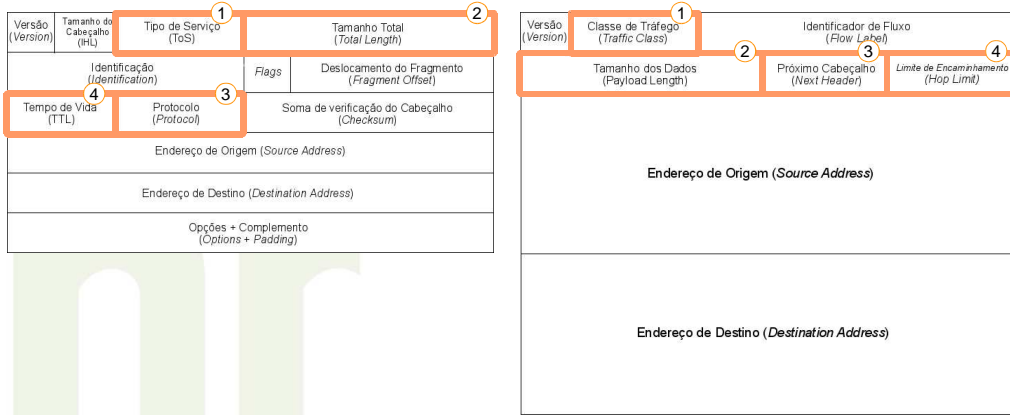 1
2
Versão
(Version)
Tamanho do
Cabeçalho
(IHL)
Tipo de Serviço
(ToS)
Tamanho Total
(Total Length)
Identificação
(Identification)
Flags
Deslocamento do Fragmento
(Fragment Offset)
4
3
Tempo de Vida
(TTL)
Protocolo
(Protocol)
Soma de verificação do Cabeçalho
(Checksum)
Endereço de Origem (Source Address)
Endereço de Destino (Destination Address)
Opções + Complemento
(Options + Padding)
nr
1
Versão
(Version)
Classe de Tráfego
(Traffic Class)
Identificador de Fluxo
(Flow Label)
2
3
4
Tamanho dos Dados
(Payload Length)
Próximo Cabeçalho
(Next Header)
Limite de Encaminhamento
(Hop Limit)
Endereço de Origem (Source Address)
Endereço de Destino (Destination Address)